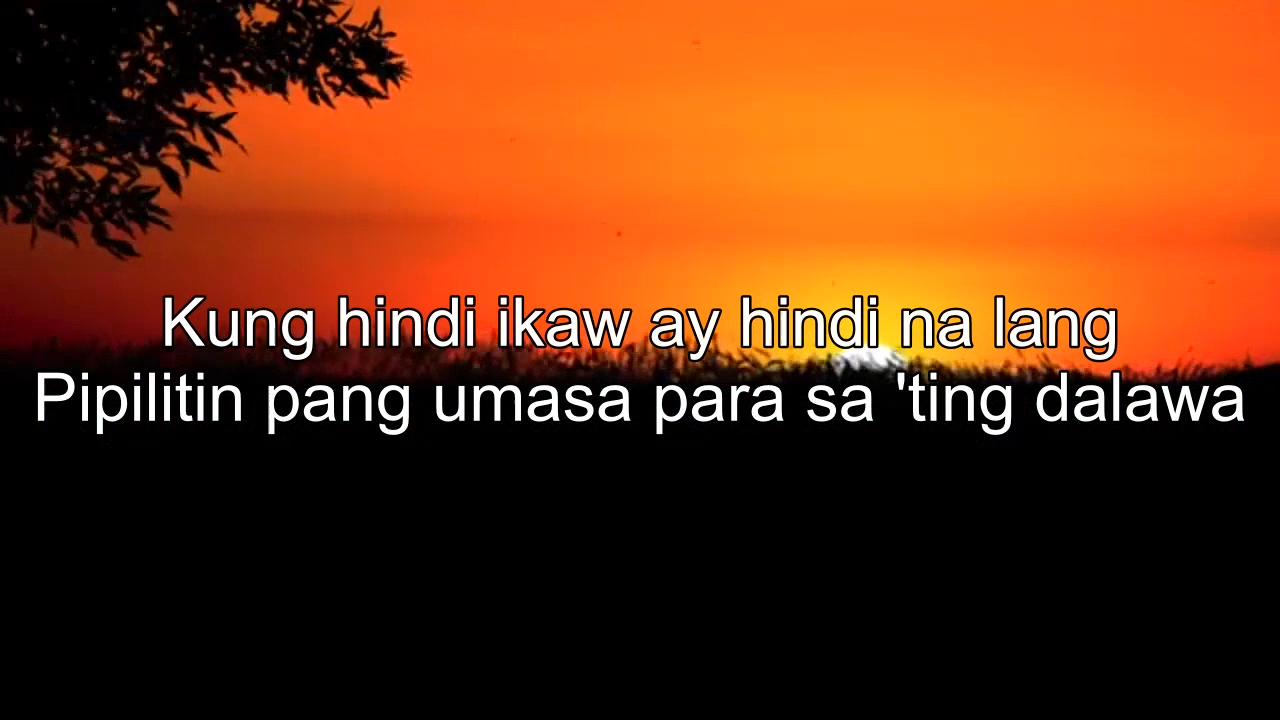 Kung hindi ikaw ay hindi na lang
Pipilitin pang umasa para sa 'ting dalawa